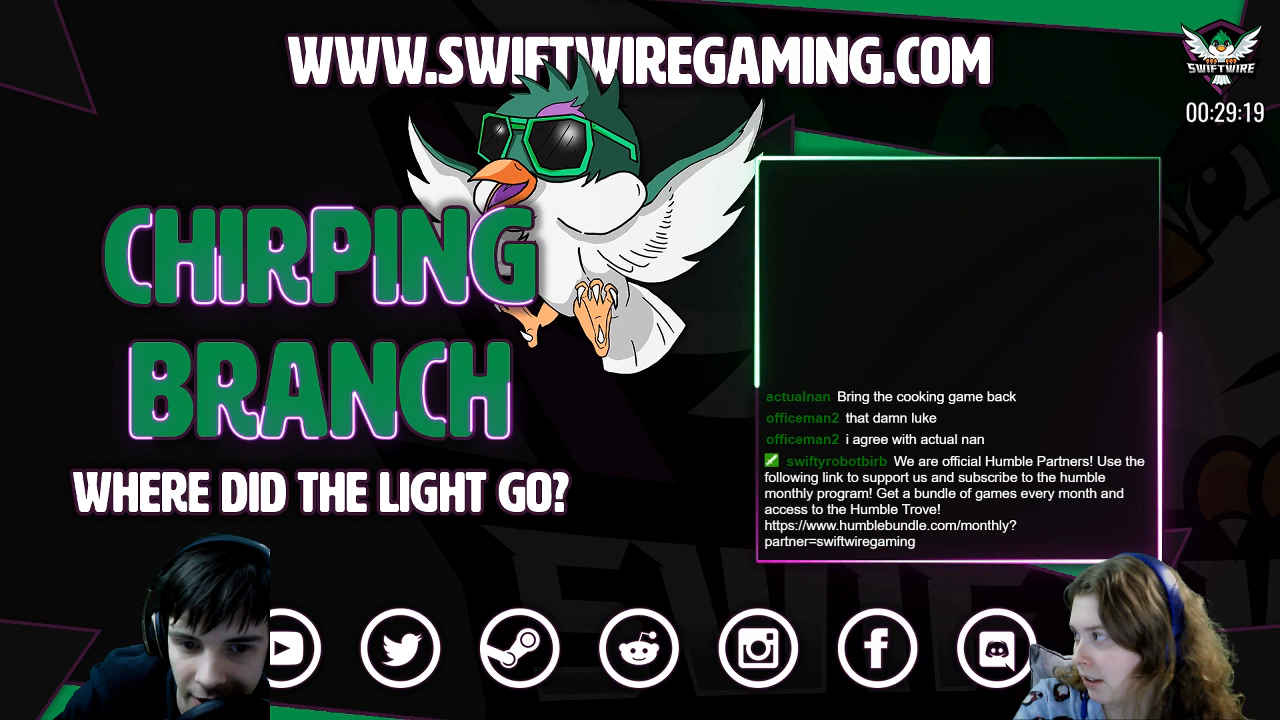 WWW.SWIFTWIREGAMING.COM
SWIFTWIRE
00:29:19
CHIRPING
BRANCH
WHERE DID THE LIGHT GO?
actualnan Bring the cooking game back
officeman2 that damn luke
officeman2 i agree with actual nan
swiftyrobotbirb We are official Humble Partners! Use the
following link to support us and subscribe to the humble
monthly program! Get a bundle of games every month and
access to the Humble Trove!
https://www.humblebundle.com/monthly?
partner=swiftwiregaming